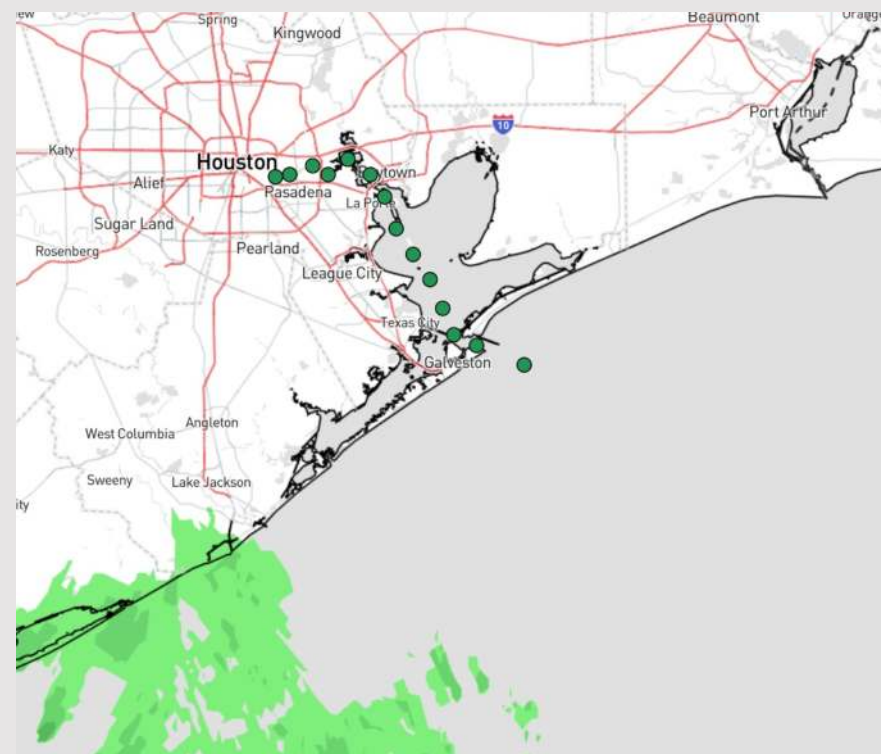 Spring
Kingwood
Beaumont
10
Port Arthur
Katy
Houston
Alief
Pasadena
La Porte
Sugar Land
Rosenberg
Pearland
League City
Texas City
Galveston
Angleton
West Columbia
Sweeny
Lake Jackson